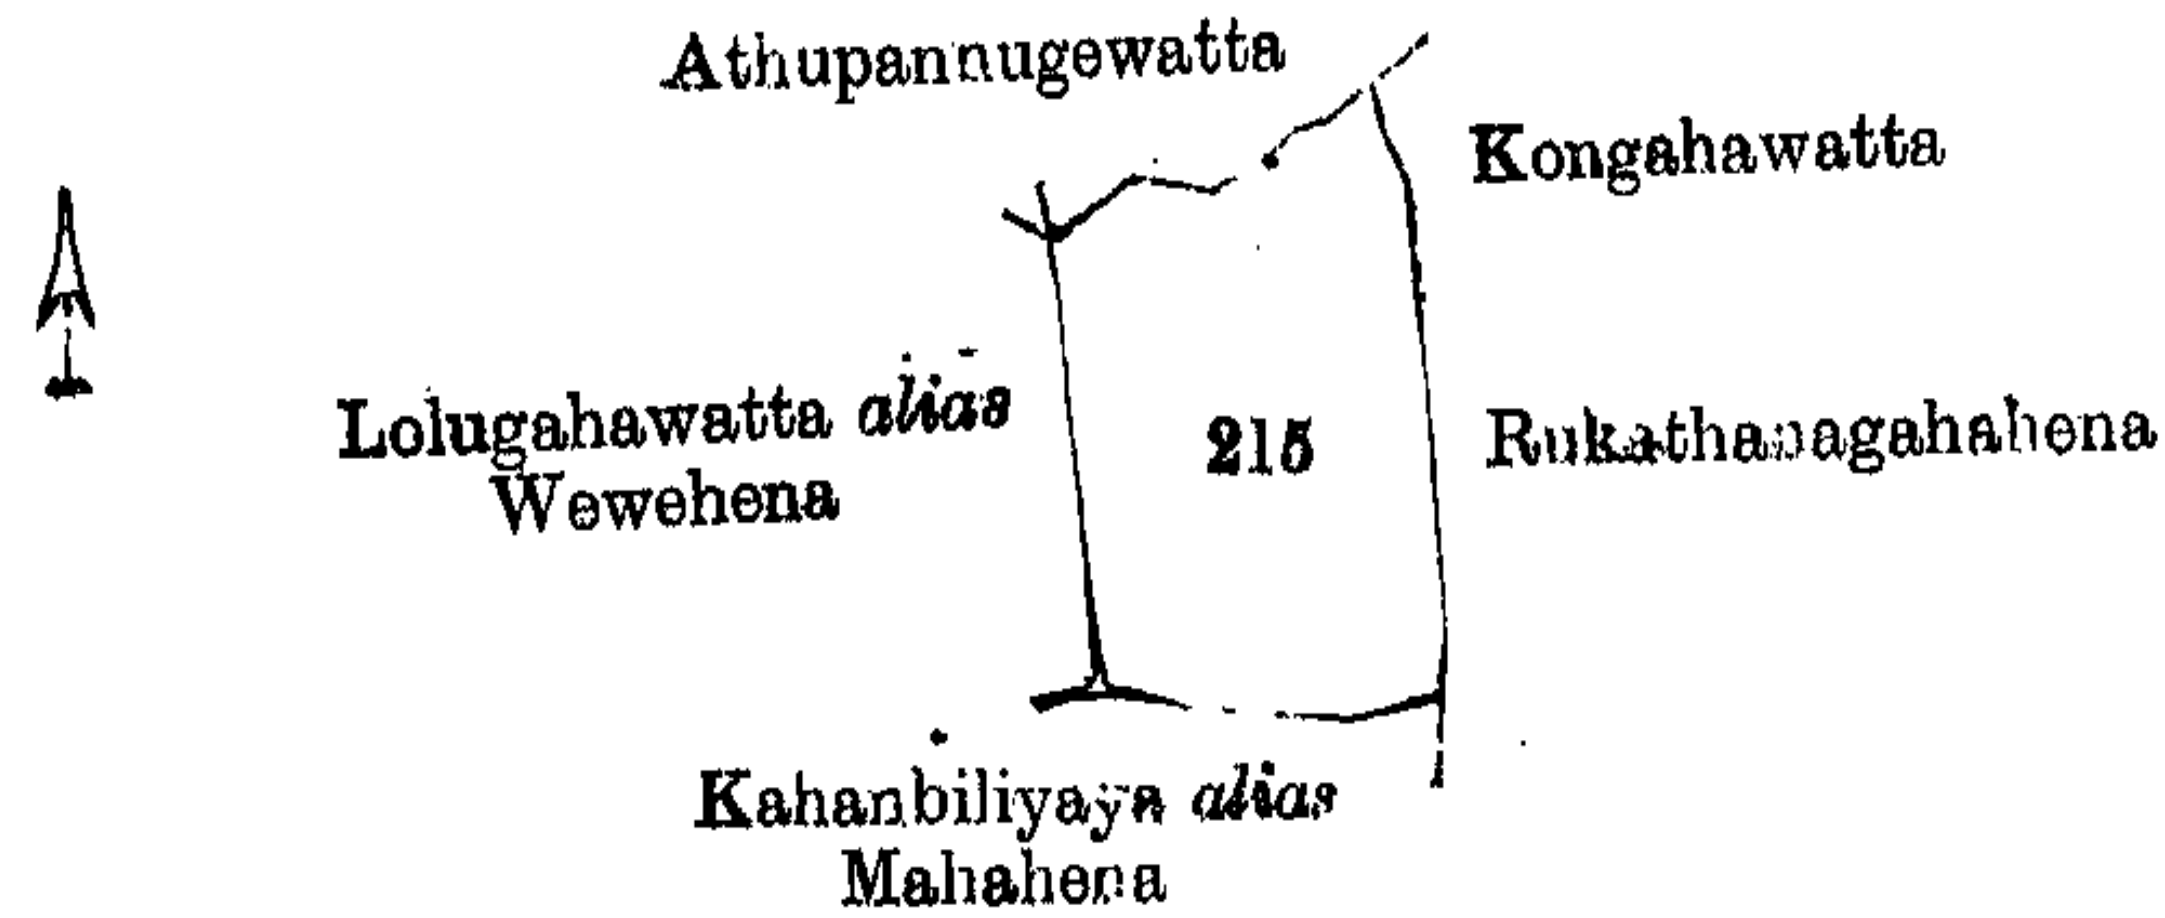 Athupannugewatta
Kongahawatta
Lolugahawatta alias
Wewehena
215
Rukathanagahahena
Kahanbiliyaya alias
Mahahena